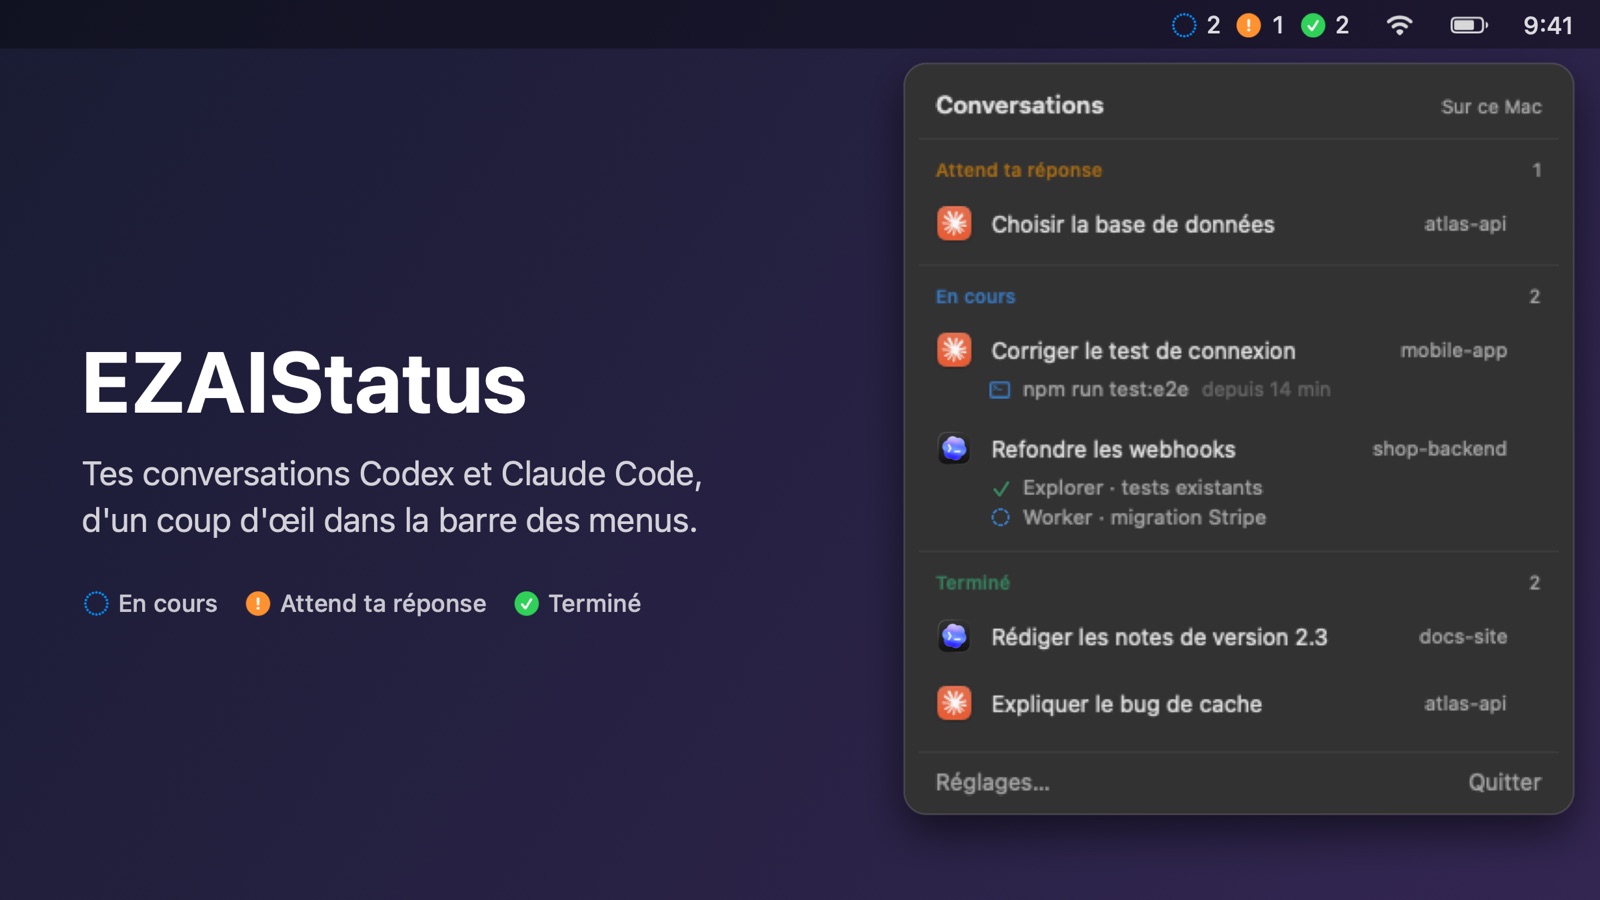 2 1 2 9:41
EZAIStatus
Tes conversations Codex et Claude Code,
d'un coup d'œil dans la barre des menus.
En cours Attend ta réponse Terminé
Conversations Sur ce Mac
Attend ta réponse 1
Choisir la base de données atlas-api
En cours 2
Corriger le test de connexion mobile-app
npm run test:e2e depuis 14 min
Refondre les webhooks shop-backend
Explorer · tests existants
Worker · migration Stripe
Terminé 2
Rédiger les notes de version 2.3 docs-site
Expliquer le bug de cache atlas-api
Réglages... Quitter